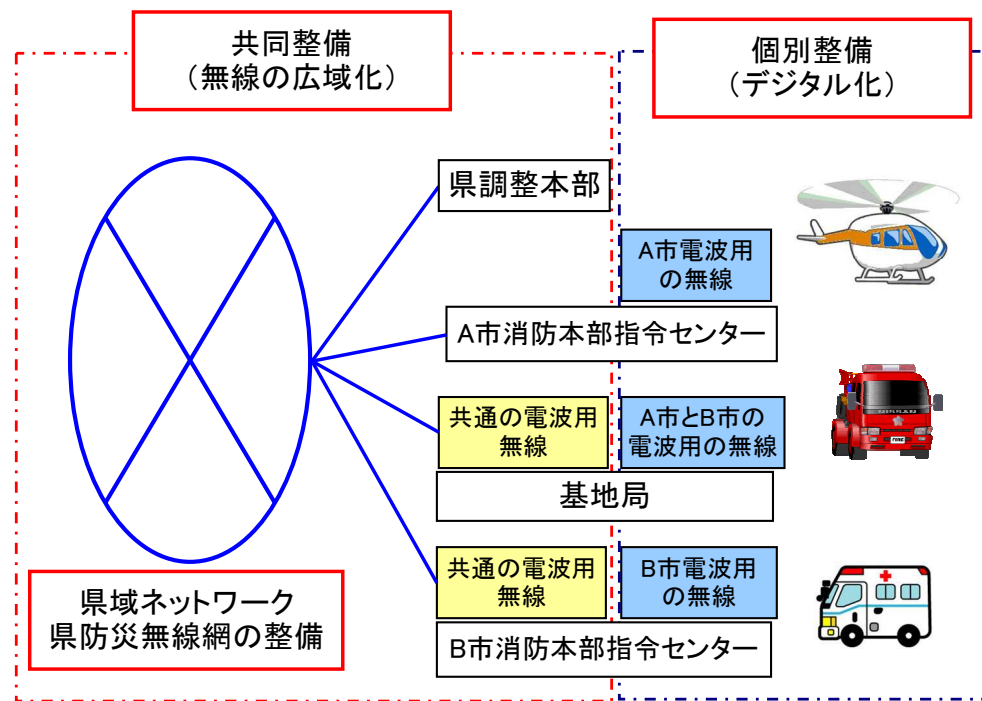 共同整備
（無線の広域化）
個別整備
（デジタル化）
県調整本部
A市電波用
の無線
A市消防本部指令センター
共通の電波用
無線
A市とB市の
電波用の無線
基地局
共通の電波用
無線
B市電波用
の無線
B市消防本部指令センター
県域ネットワーク
県防災無線網の整備